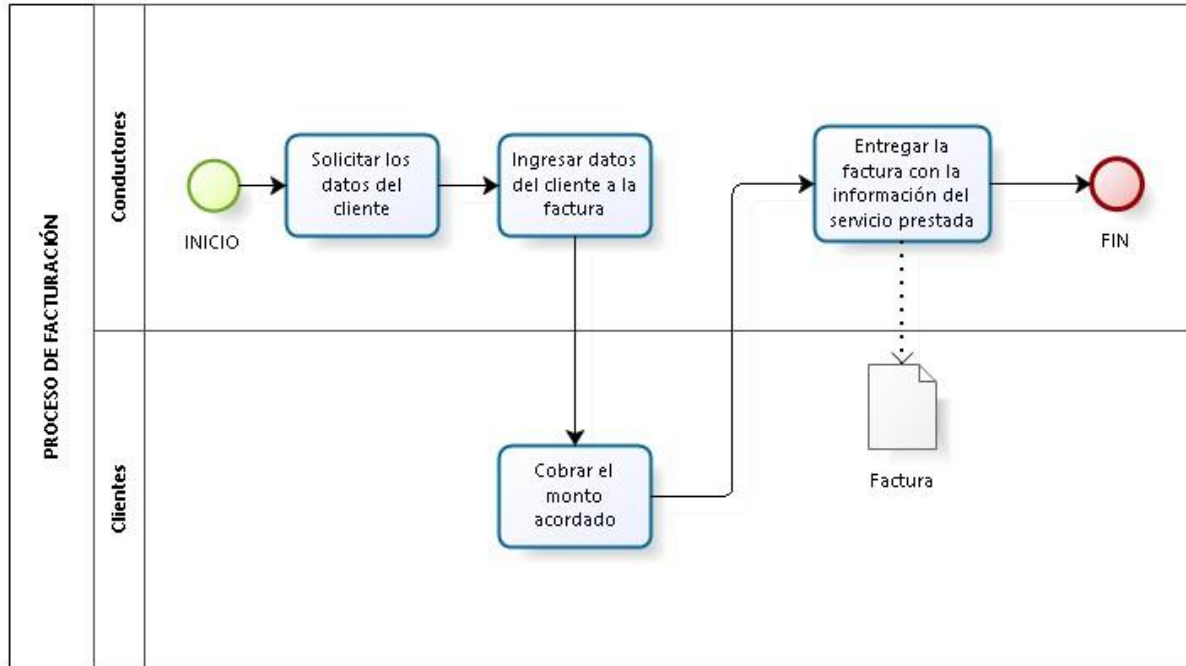 PROCESO DE FACTURACIÓN
Conductores
INICIO
Solicitar los
datos del
cliente
Ingresar datos
del cliente a la
factura
Entregar la
factura con la
información del
servicio prestada
FIN
Clientes
Cobrar el
monto
acordado
Factura